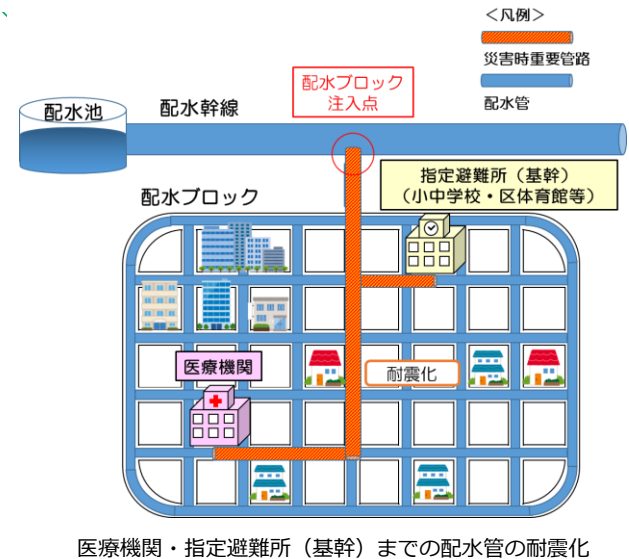 、
＜凡例＞
災害時重要管路
配水管
配水ブロック
注入点
配水池
配水幹線
指定避難所（基幹）
（小中学校・区体育館等）
配水ブロック
医療機関
耐震化
医療機関・指定避難所（基幹）までの配水管の耐震化